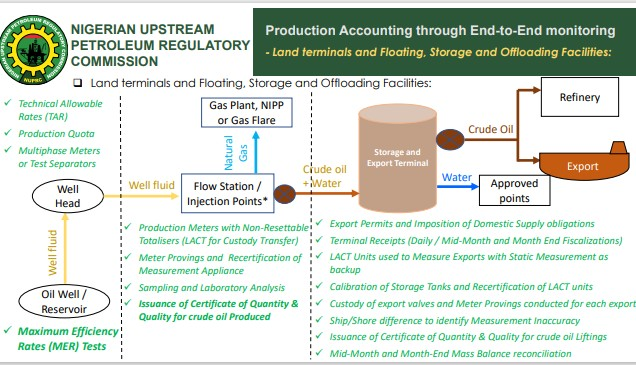 NIGERIAN UPSTREAM
PETROLEUM REGULATORY
COMMISSION
NIGERIAN UPSTREAM PETROLEUM REGULATORY COMMISSION
NUPRC
Production Accounting through End-to-End monitoring
- Land terminals and Floating, Storage and Offloading Facilities:
❑ Land terminals and Floating, Storage and Offloading Facilities:
✓ Technical Allowable
Rates (TAR)
✓ Production Quota
✓ Multiphase Meters
or Test Separators
Well
Head
Well fluid
Oil Well /
Reservoir
✓ Maximum Efficiency
Rates (MER) Tests
Gas Plant, NIPP
or Gas Flare
Natural
Gas
Well fluid
Flow Station /
Injection Points*
Crude oil
+ Water
✓ Production Meters with Non-Resettable
Totalisers (LACT for Custody Transfer)
✓ Meter Provings and Recertification of
Measurement Appliance
✓ Sampling and Laboratory Analysis
✓ Issuance of Certificate of Quantity &
Quality for crude oil Produced
Storage and
Export Terminal
Crude Oil
Refinery
Export
Water
Approved
points
✓ Export Permits and Imposition of Domestic Supply obligations
✓ Terminal Receipts (Daily / Mid-Month and Month End Fiscalizations)
✓ LACT Units used to Measure Exports with Static Measurement as
backup
✓ Calibration of Storage Tanks and Recertification of LACT units
✓ Custody of export valves and Meter Provings conducted for each export
✓ Ship/Shore difference to identify Measurement Inaccuracy
✓ Issuance of Certificate of Quantity & Quality for crude oil Liftings
✓ Mid-Month and Month-End Mass Balance reconciliation